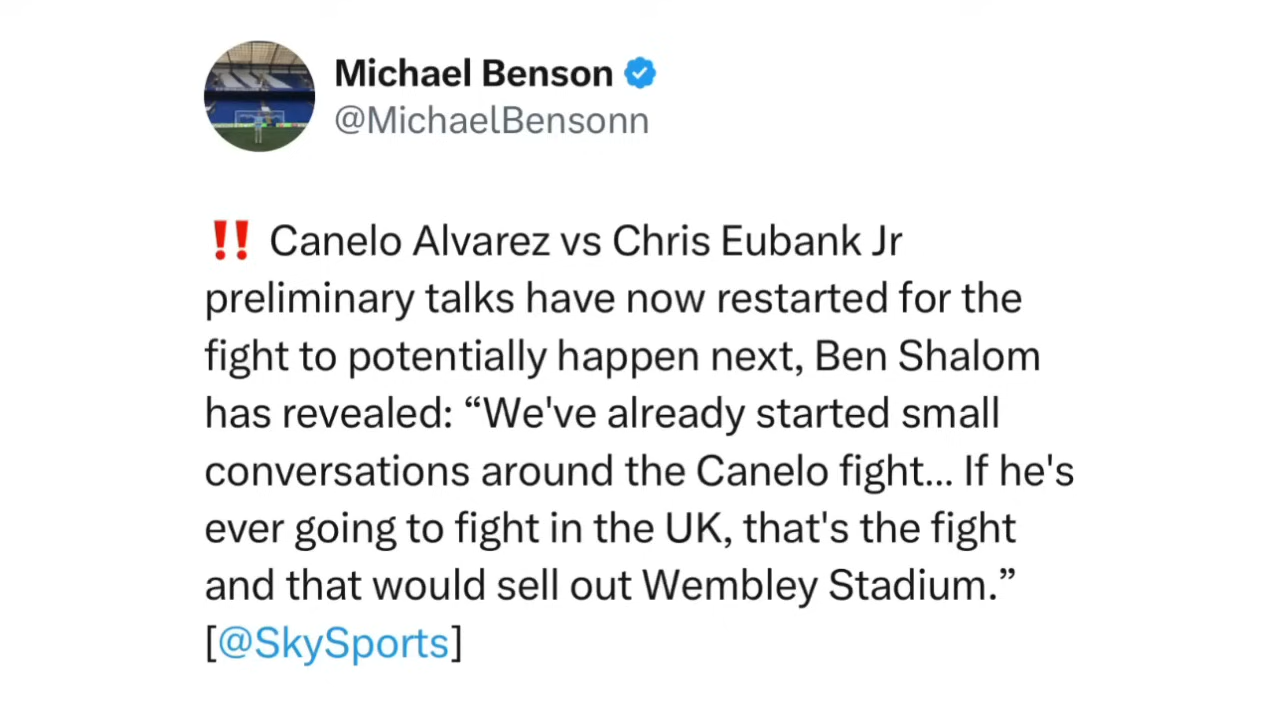 Michael Benson
@MichaelBensonn
‼️ Canelo Alvarez vs Chris Eubank Jr
preliminary talks have now restarted for the
fight to potentially happen next, Ben Shalom
has revealed: “We've already started small
conversations around the Canelo fight... If he's
ever going to fight in the UK, that's the fight
and that would sell out Wembley Stadium.”
[@SkySports]